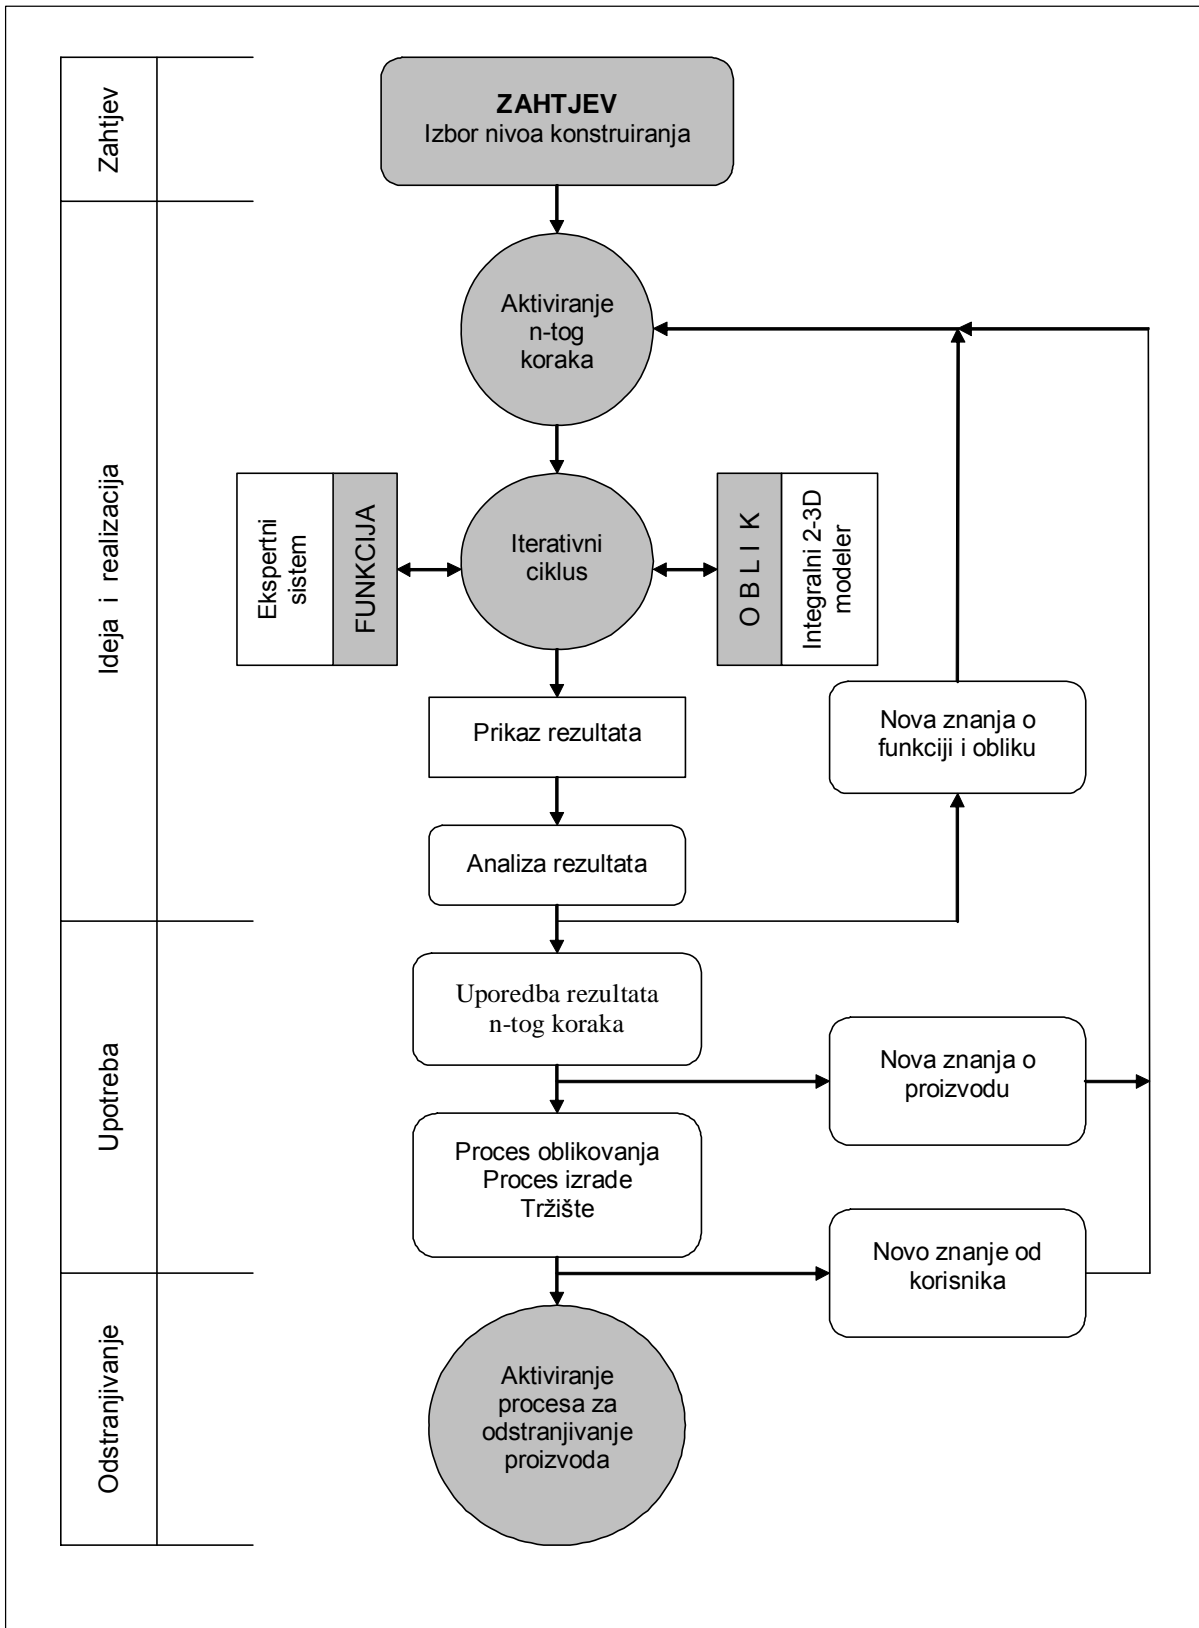 Zahtjev
ZAHTJEV
Izbor nivoa konstruiranja
Ideja i realizacija
Aktiviranje
n-tog
koraka
Ekspertni
sistem
FUNKCIJA
Iterativni
ciklus
O B L I K
Integralni 2-3D
modeler
Prikaz rezultata
Nova znanja o
funkciji i obliku
Analiza rezultata
Upotreba
Uporedba rezultata
n-tog koraka
Nova znanja o
proizvodu
Proces oblikovanja
Proces izrade
Tržište
Novo znanje od
korisnika
Odstranjivanje
Aktiviranje
procesa za
odstranjivanje
proizvoda